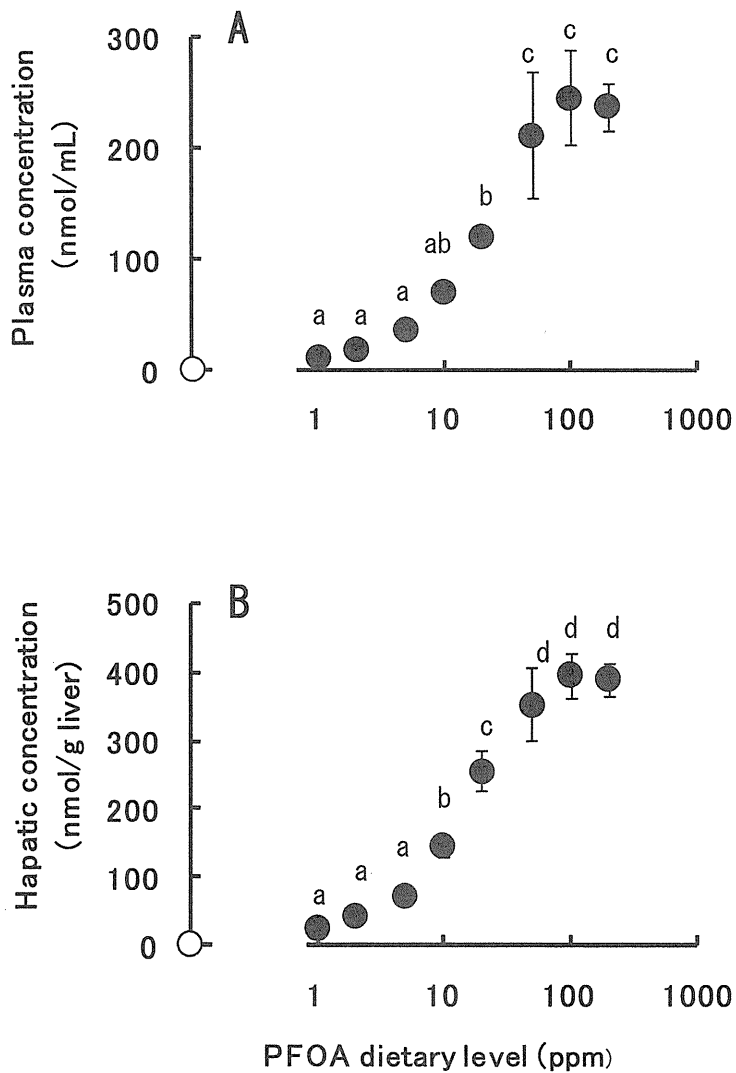 A
Plasma concentration
(nmol/mL)
300
200
100
0
a
a
a
ab
b
c
c
c
1
10
100
1000
B
Hapatic concentration
(nmol/g liver)
500
400
300
200
100
0
a
a
a
b
c
d
d
d
1
10
100
1000
PFOA dietary level (ppm)